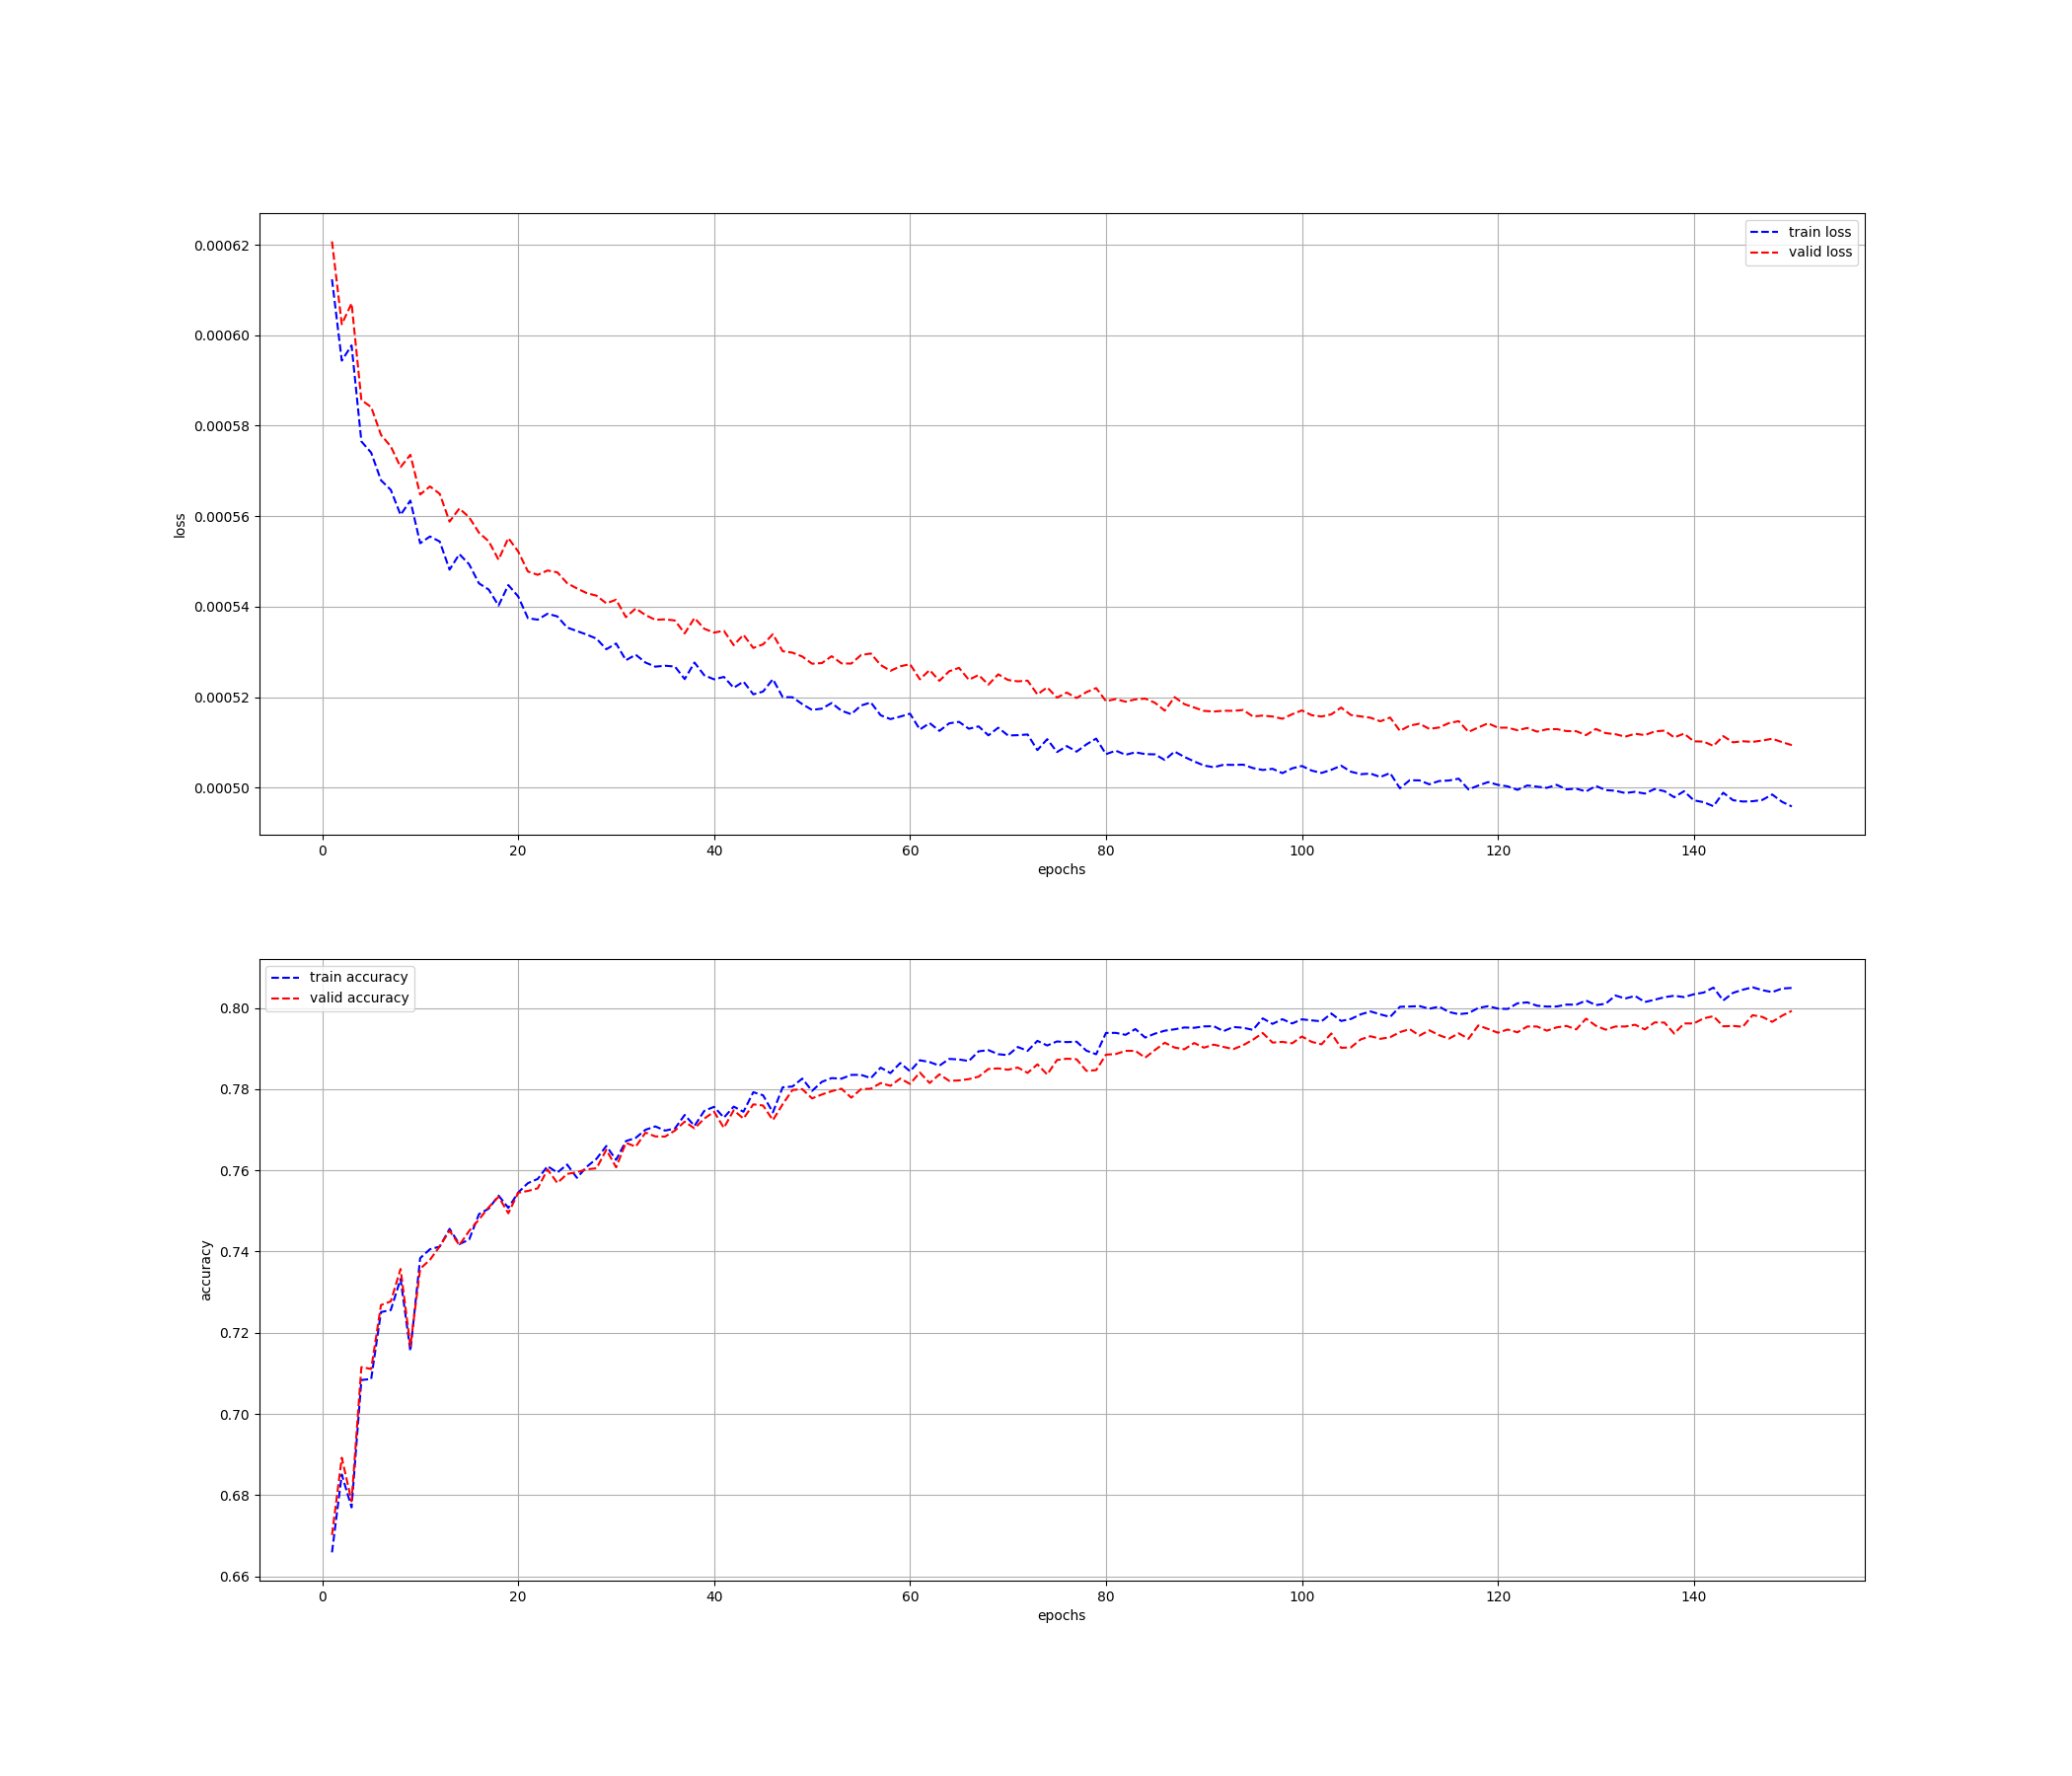 train loss
valid loss
0.00062
0.00060
0.00058
0.00056
0.00054
0.00052
0.00050
loss
0 20 40 60 80 100 120 140
epochs
train accuracy
valid accuracy
0.80
0.78
0.76
0.74
0.72
0.70
0.68
0.66
accuracy
0 20 40 60 80 100 120 140
epochs